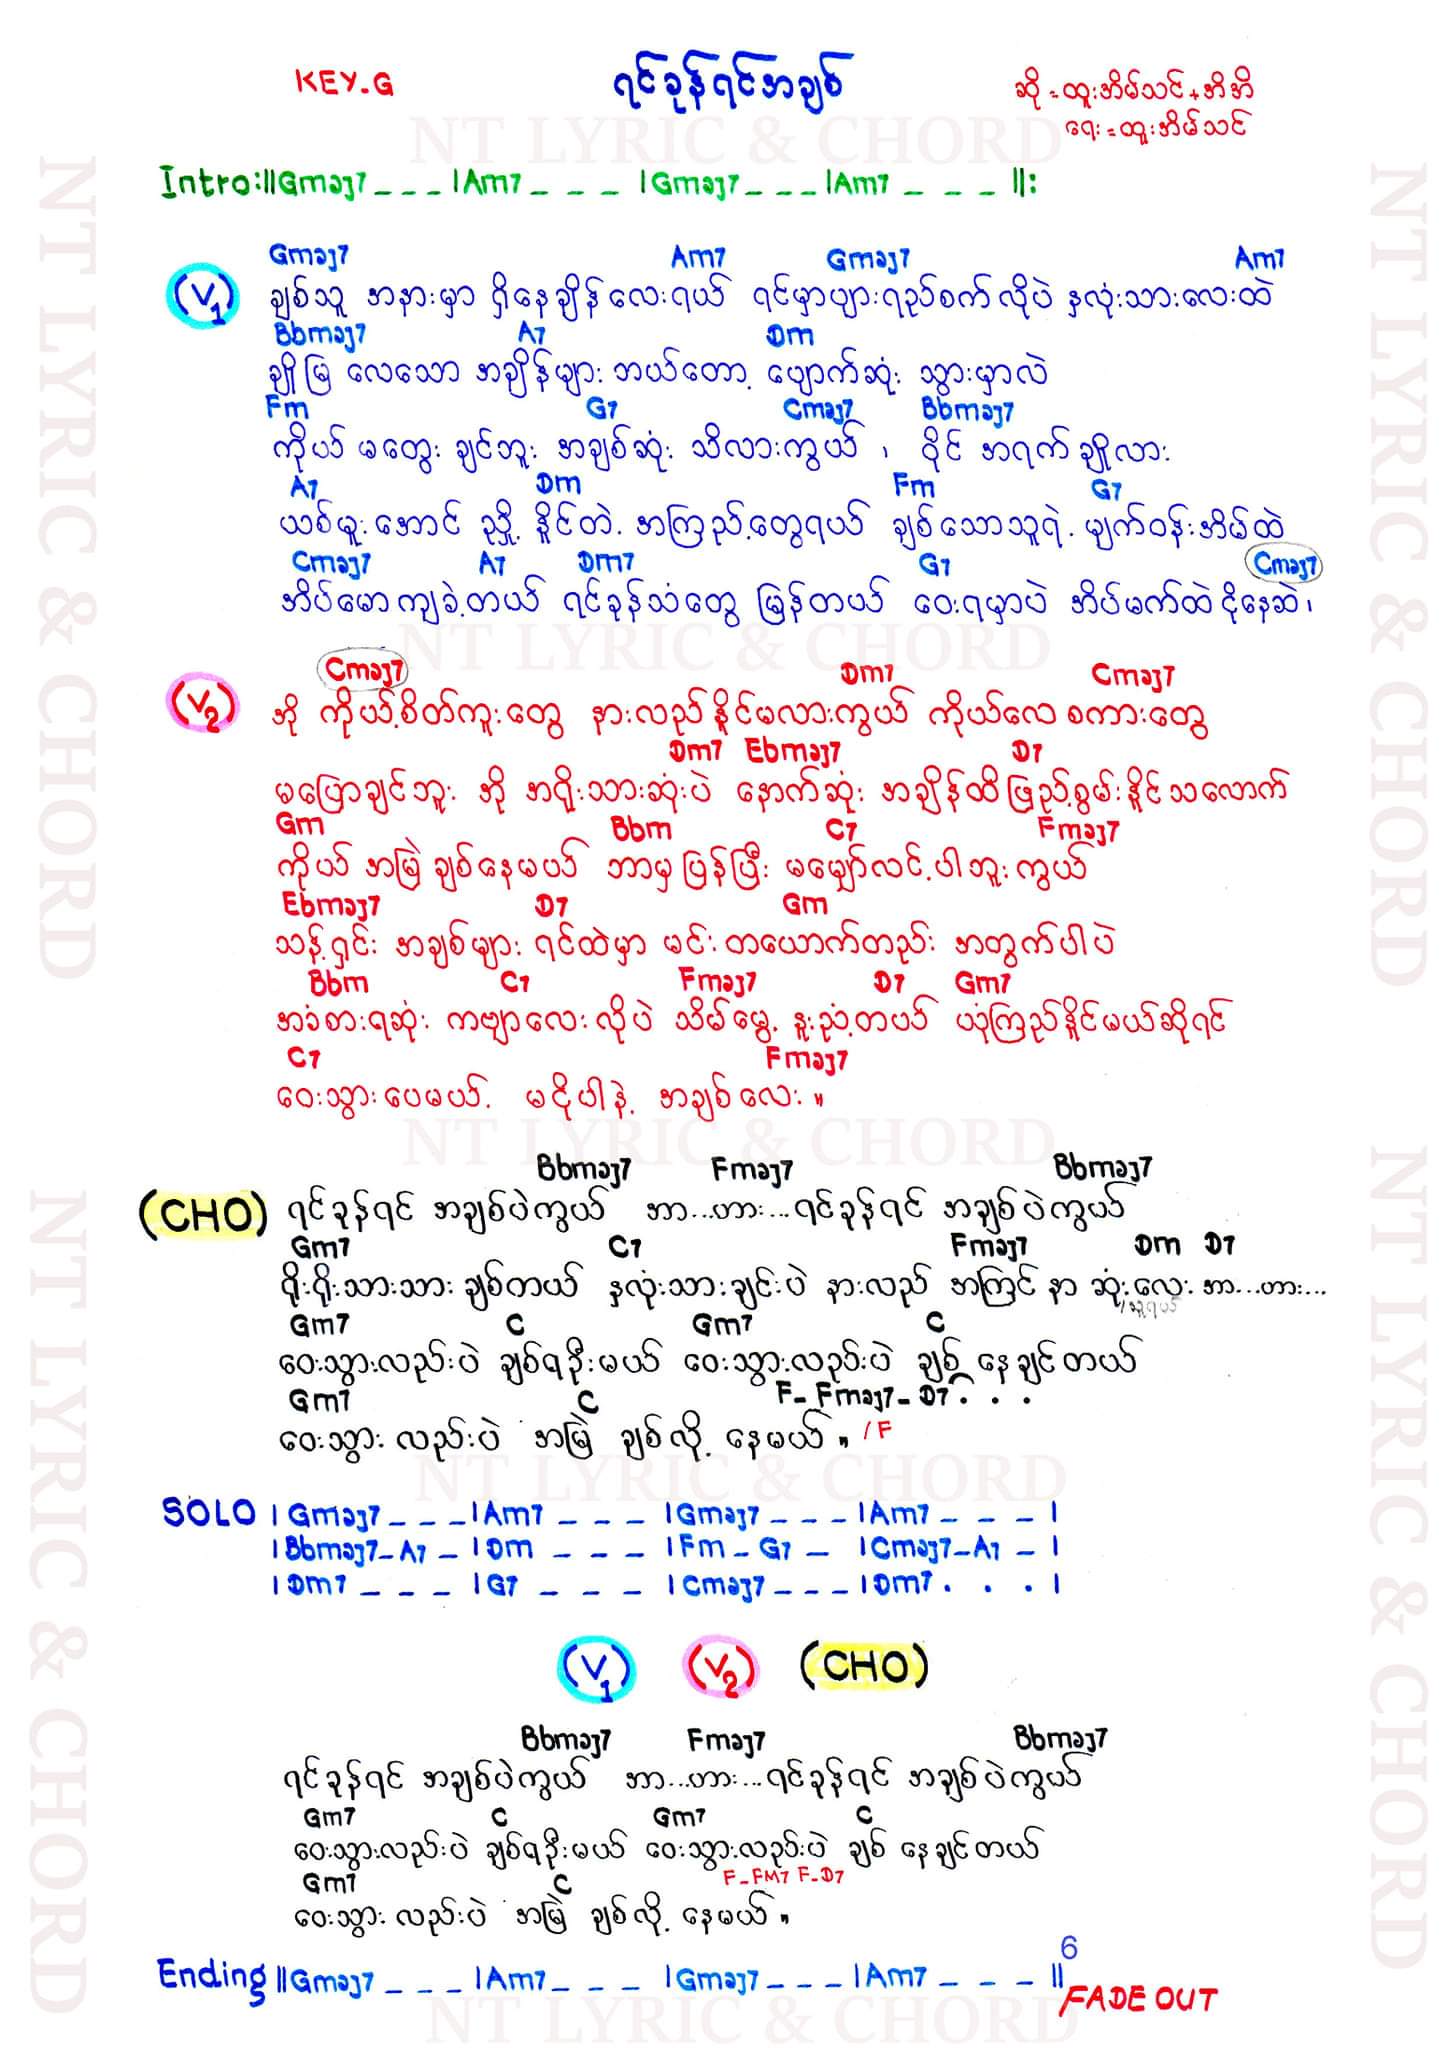 KEY.G
ရင်ခုန်ရင်အချစ်
ဆို = ထူးအိမ်သင် + အိအိ
ရေး = ထူးအိမ်သင်
NT LYRIC & CHORD
Intro:||Gmaj7 _ _ _ |Am7 _ _ _ |Gmaj7 _ _ _ |Am7 _ _ _ ||:
Gmaj7 Am7 Gmaj7 Am7
(V1) ချစ်သူ အနားမှာ ရှိနေချိန်လေးရယ် ရင်မှာပျားရည်စက်လိုပဲ နှလုံးသားလေးထဲ
Bbmaj7 A7 Dm
ချိုမြ လေသော အချိန်များ ဘယ်တော့ ပျောက်ဆုံး သွားမှာလဲ
Fm G7 Cmaj7 Bbmaj7
ကိုယ် မတွေး ချင်ဘူး အချစ်ဆုံး သိလားကွယ် ၊ ဝိုင် အရက် ချိုလား
A7 Dm Fm G7
ယစ်မူးအောင် ညှို့ နိူင်တဲ့ အကြည့်တွေရယ် ချစ်သောသူရဲ့ မျက်ဝန်းအိမ်ထဲ
Cmaj7 A7 Dm7 G7 Cmaj7
အိပ်မောကျခဲ့တယ် ရင်ခုန်သံတွေ မြန်တယ် ဝေးရမှာပဲ အိပ်မက်ထဲ ငိုနေဆဲ၊
NT LYRIC & CHORD
Cmaj7 Dm7 Cmaj7
(V2) အို ကိုယ့်စိတ်ကူးတွေ နားလည်နိူင်မလားကွယ် ကိုယ်လေ စကားတွေ
Dm7 Ebmaj7 D7
မပြောချင်ဘူး အို အရိုးသားဆုံးပဲ နောက်ဆုံး အချိန်ထိ ဖြည့်စွမ်းနိူင်သလောက်
Gm Bbm C7 Fmaj7
ကိုယ် အမြဲ ချစ်နေမယ် ဘာမှ ပြန်ပြီး မမျှော်လင့်ပါဘူးကွယ်
Ebmaj7 D7 Gm
သန့်ရှင်း အချစ်များ ရင်ထဲမှာ မင်းတယောက်တည်း အတွက်ပါပဲ
Bbm C7 Fmaj7 D7 Gm7
အခံစားရဆုံး ကဗျာလေးလိုပဲ သိမ်မွေ့ နူးညံ့တယ် ယုံကြည်နိူင်မယ်ဆိုရင်
C7 Fmaj7
ဝေးသွားပေမယ့် မငိုပါနဲ့ အချစ်လေး ။
NT LYRIC & CHORD
Bbmaj7 Fmaj7 Bbmaj7
(CHO) ရင်ခုန်ရင် အချစ်ပဲကွယ် အာ...ဟား...ရင်ခုန်ရင် အချစ်ပဲကွယ်
Gm7 C7 Fmaj7 Dm D7
ရိုးရိုးသားသား ချစ်တယ် နှလုံးသားချင်းပဲ နားလည် အကြင် နာ ဆုံးလေး အာ...ဟား...
/သူရယ်
Gm7 C Gm7 C
ဝေးသွားလည်းပဲ ချစ်ရဦးမယ် ဝေးသွားလည်းပဲ ချစ် နေချင်တယ်
Gm7 C F_ Fmaj7_ D7 . . .
ဝေးသွား လည်းပဲ အမြဲ ချစ်လို့ နေမယ် ။ /F
NT LYRIC & CHORD
SOLO |Gmaj7 _ _ _ |Am7 _ _ _ |Gmaj7 _ _ _ |Am7 _ _ _ |
|Bbmaj7_A7 _ |Dm _ _ _ |Fm _ G7 _ |Cmaj7_A7 _ |
|Dm7 _ _ _ |G7 _ _ _ |Cmaj7 _ _ _ |Dm7 . . . |
(V1) (V2) (CHO)
Bbmaj7 Fmaj7 Bbmaj7
ရင်ခုန်ရင် အချစ်ပဲကွယ် အာ...ဟား...ရင်ခုန်ရင် အချစ်ပဲကွယ်
Gm7 C Gm7 C
ဝေးသွားလည်းပဲ ချစ်ရဦးမယ် ဝေးသွားလည်းပဲ ချစ် နေချင်တယ်
Gm7 C F_FM7 F_D7
ဝေးသွား လည်းပဲ အမြဲ ချစ်လို့ နေမယ် ။
Ending ||Gmaj7 _ _ _ |Am7 _ _ _ |Gmaj7 _ _ _ |Am7 _ _ _ || 6
FADE OUT
NT LYRIC & CHORD
NT LYRIC & CHORD
NT LYRIC & CHORD
NT LYRIC & CHORD
NT LYRIC & CHORD